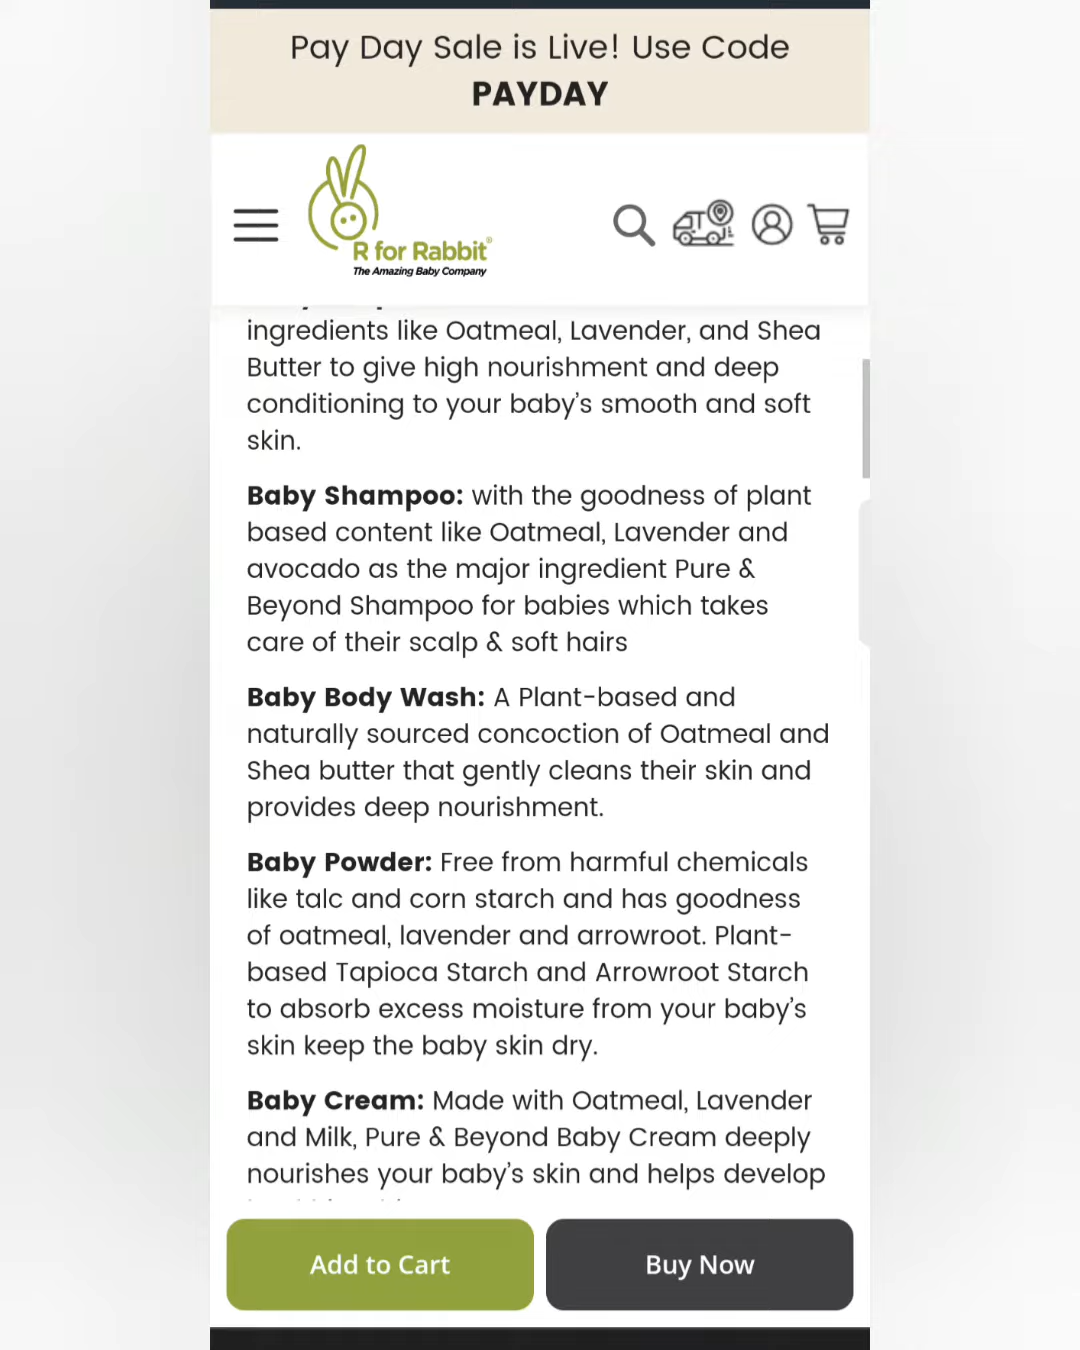 Pay Day Sale is Live! Use Code
PAYDAY
R for Rabbit®
The Amazing Baby Company
ingredients like Oatmeal, Lavender, and Shea
Butter to give high nourishment and deep
conditioning to your baby’s smooth and soft
skin.
Baby Shampoo: with the goodness of plant
based content like Oatmeal, Lavender and
avocado as the major ingredient Pure &
Beyond Shampoo for babies which takes
care of their scalp & soft hairs
Baby Body Wash: A Plant-based and
naturally sourced concoction of Oatmeal and
Shea butter that gently cleans their skin and
provides deep nourishment.
Baby Powder: Free from harmful chemicals
like talc and corn starch and has goodness
of oatmeal, lavender and arrowroot. Plant-
based Tapioca Starch and Arrowroot Starch
to absorb excess moisture from your baby’s
skin keep the baby skin dry.
Baby Cream: Made with Oatmeal, Lavender
and Milk, Pure & Beyond Baby Cream deeply
nourishes your baby’s skin and helps develop
Add to Cart
Buy Now